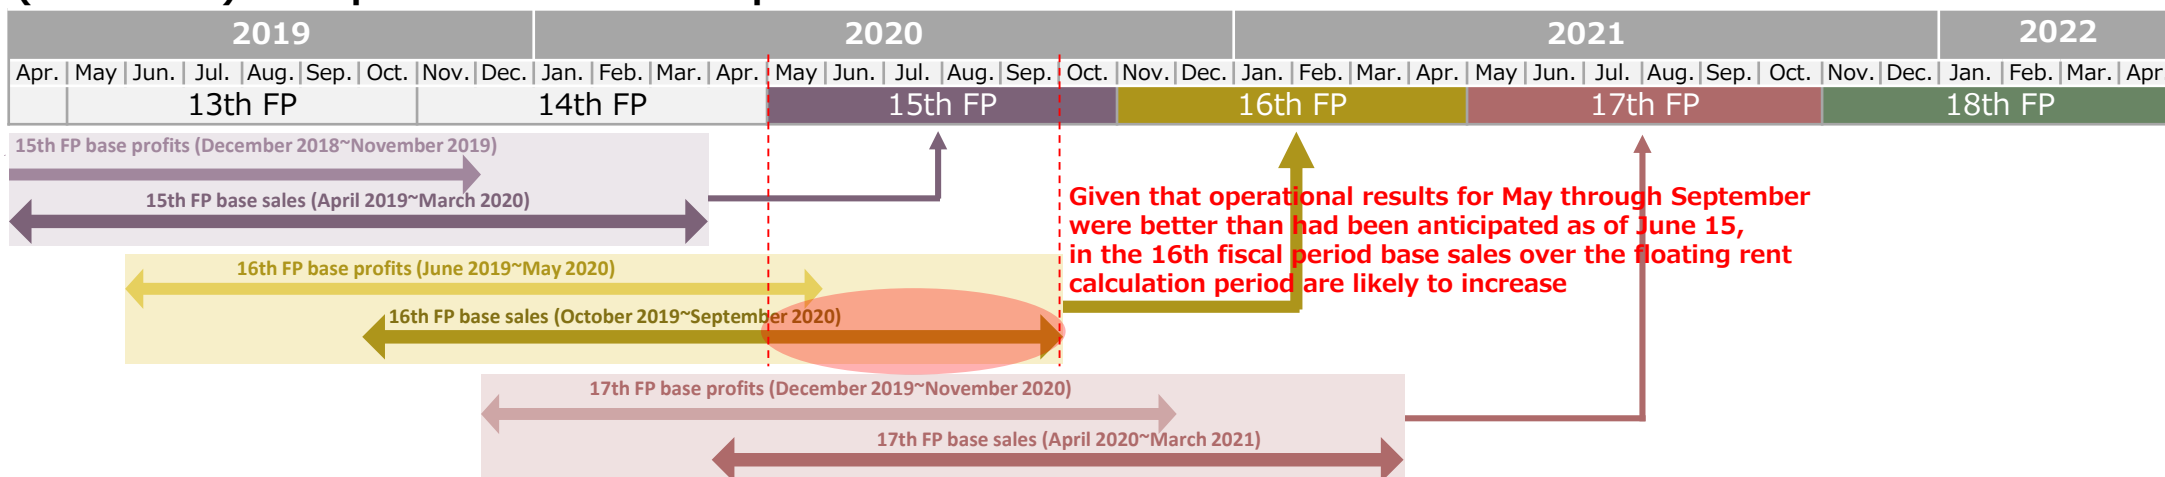 2019 2020 2021 2022
Apr. May Jun. Jul. Aug. Sep. Oct. Nov. Dec. Jan. Feb. Mar. Apr. May Jun. Jul. Aug. Sep. Oct. Nov. Dec. Jan. Feb. Mar. Apr. May Jun. Jul. Aug. Sep. Oct. Nov. Dec. Jan. Feb. Mar. Apr
13th FP 14th FP 15th FP 16th FP 17th FP 18th FP
15th FP base profits (December 2018~November 2019)
15th FP base sales (April 2019~March 2020)
Given that operational results for May through September
were better than had been anticipated as of June 15,
in the 16th fiscal period base sales over the floating rent
calculation period are likely to increase
16th FP base profits (June 2019~May 2020)
16th FP base sales (October 2019~September 2020)
17th FP base profits (December 2019~November 2020)
17th FP base sales (April 2020~March 2021)